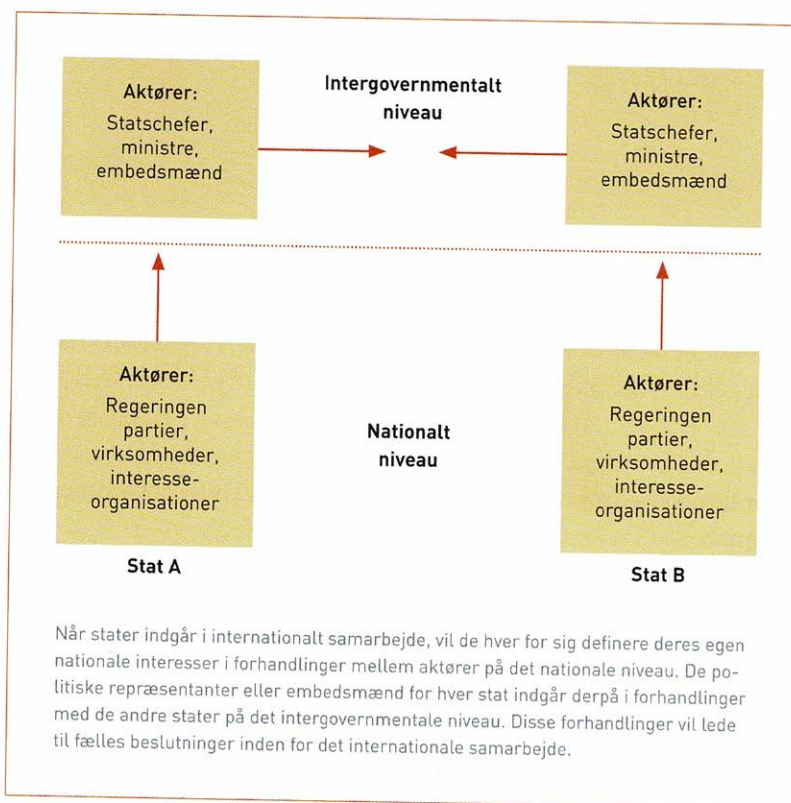 Aktører:
Statschefer,
ministre,
embedsmænd
Intergovernmentalt
niveau
Aktører:
Statschefer,
ministre,
embedsmænd
Aktører:
Regeringen
partier,
virksomheder,
interesse-
organisationer
Stat A
Nationalt
niveau
Aktører:
Regeringen
partier,
virksomheder,
interesse-
organisationer
Stat B
Når stater indgår i internationalt samarbejde, vil de hver for sig definere deres egen
nationale interesser i forhandlinger mellem aktører på det nationale niveau. De po-
litiske repræsentanter eller embedsmænd for hver stat indgår derpå i forhandlinger
med de andre stater på det intergovernmentale niveau. Disse forhandlinger vil lede
til fælles beslutninger inden for det internationale samarbejde.